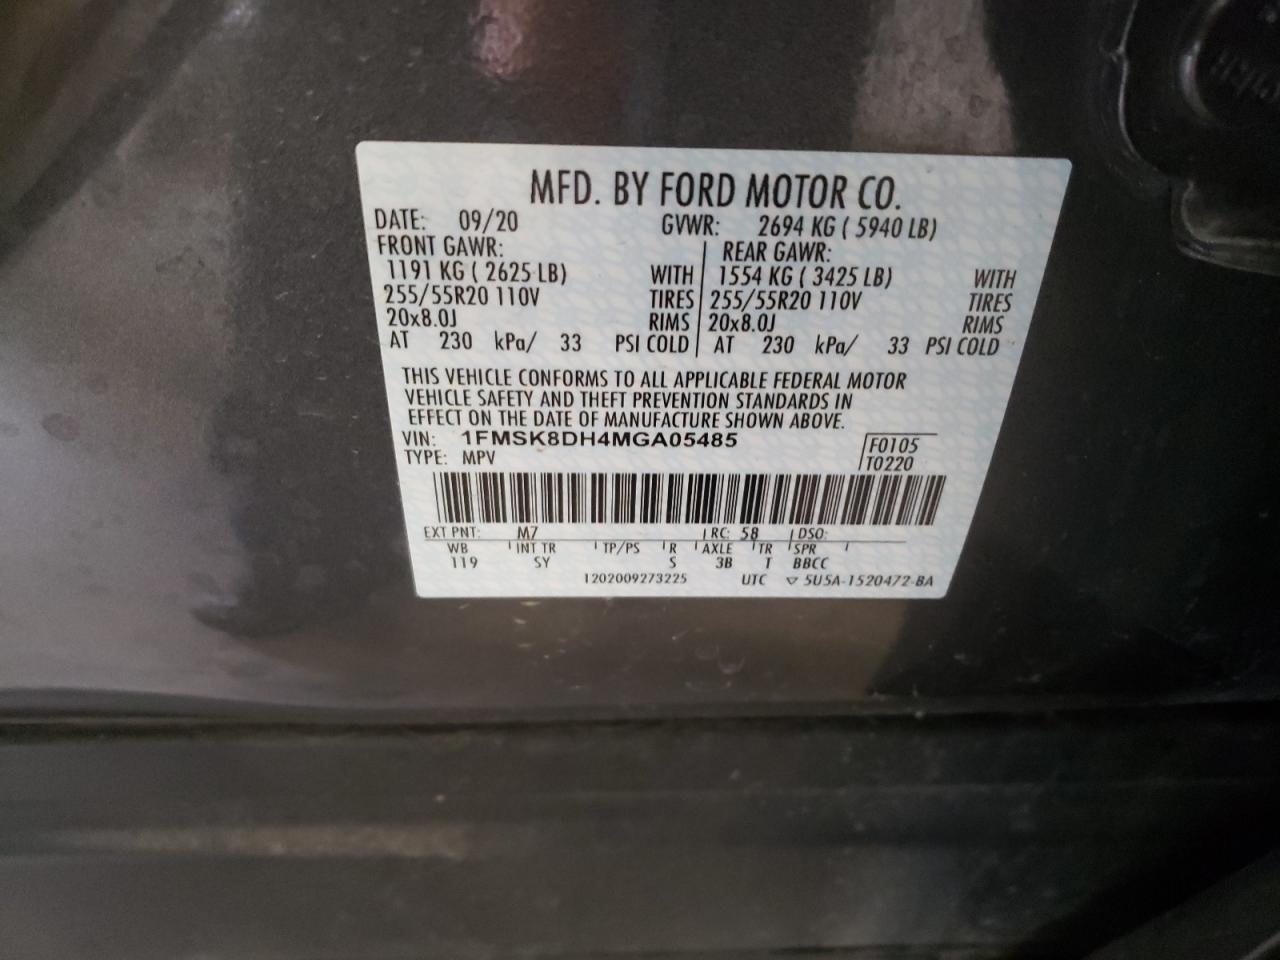 MFD. BY FORD MOTOR CO.
DATE: 09/20 GVWR: 2694 KG ( 5940 LB)
FRONT GAWR: REAR GAWR:
1191 KG ( 2625 LB) WITH 1554 KG ( 3425 LB) WITH
255/55R20 110V TIRES 255/55R20 110V TIRES
20x8.0J RIMS 20x8.0J RIMS
AT 230 kPa/ 33 PSI COLD AT 230 kPa/ 33 PSI COLD
THIS VEHICLE CONFORMS TO ALL APPLICABLE FEDERAL MOTOR
VEHICLE SAFETY AND THEFT PREVENTION STANDARDS IN
EFFECT ON THE DATE OF MANUFACTURE SHOWN ABOVE.
VIN: 1FMSK8DH4MGA05485 F0105
TYPE: MPV T0220
EXT PNT: M7 RC: 58 DSO:
WB INT TR TP/PS R AXLE TR SPR
119 SY S 3B T BBCC
1202009273225 UTC ▽ 5U5A-1520472-BA